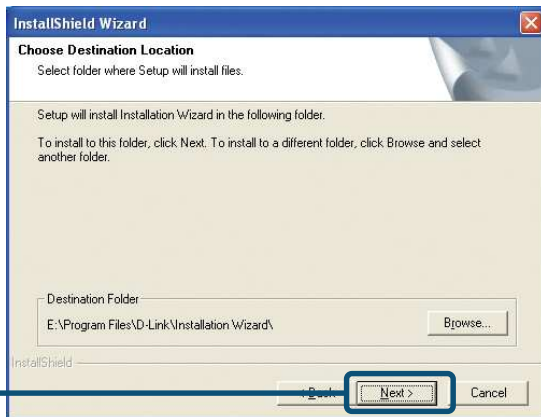 InstallShield Wizard
Choose Destination Location
Select folder where Setup will install files.
Setup will install Installation Wizard in the following folder.
To install to this folder, click Next. To install to a different folder, click Browse and select
another folder.
Destination Folder
E:\Program Files\D-Link\Installation Wizard\
Browse...
InstallShield
< Back
Next >
Cancel